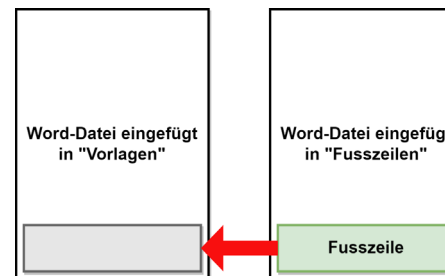 Word-Datei eingefügt
in "Vorlagen"
Word-Datei eingefüg
in "Fusszeilen"
Fusszeile